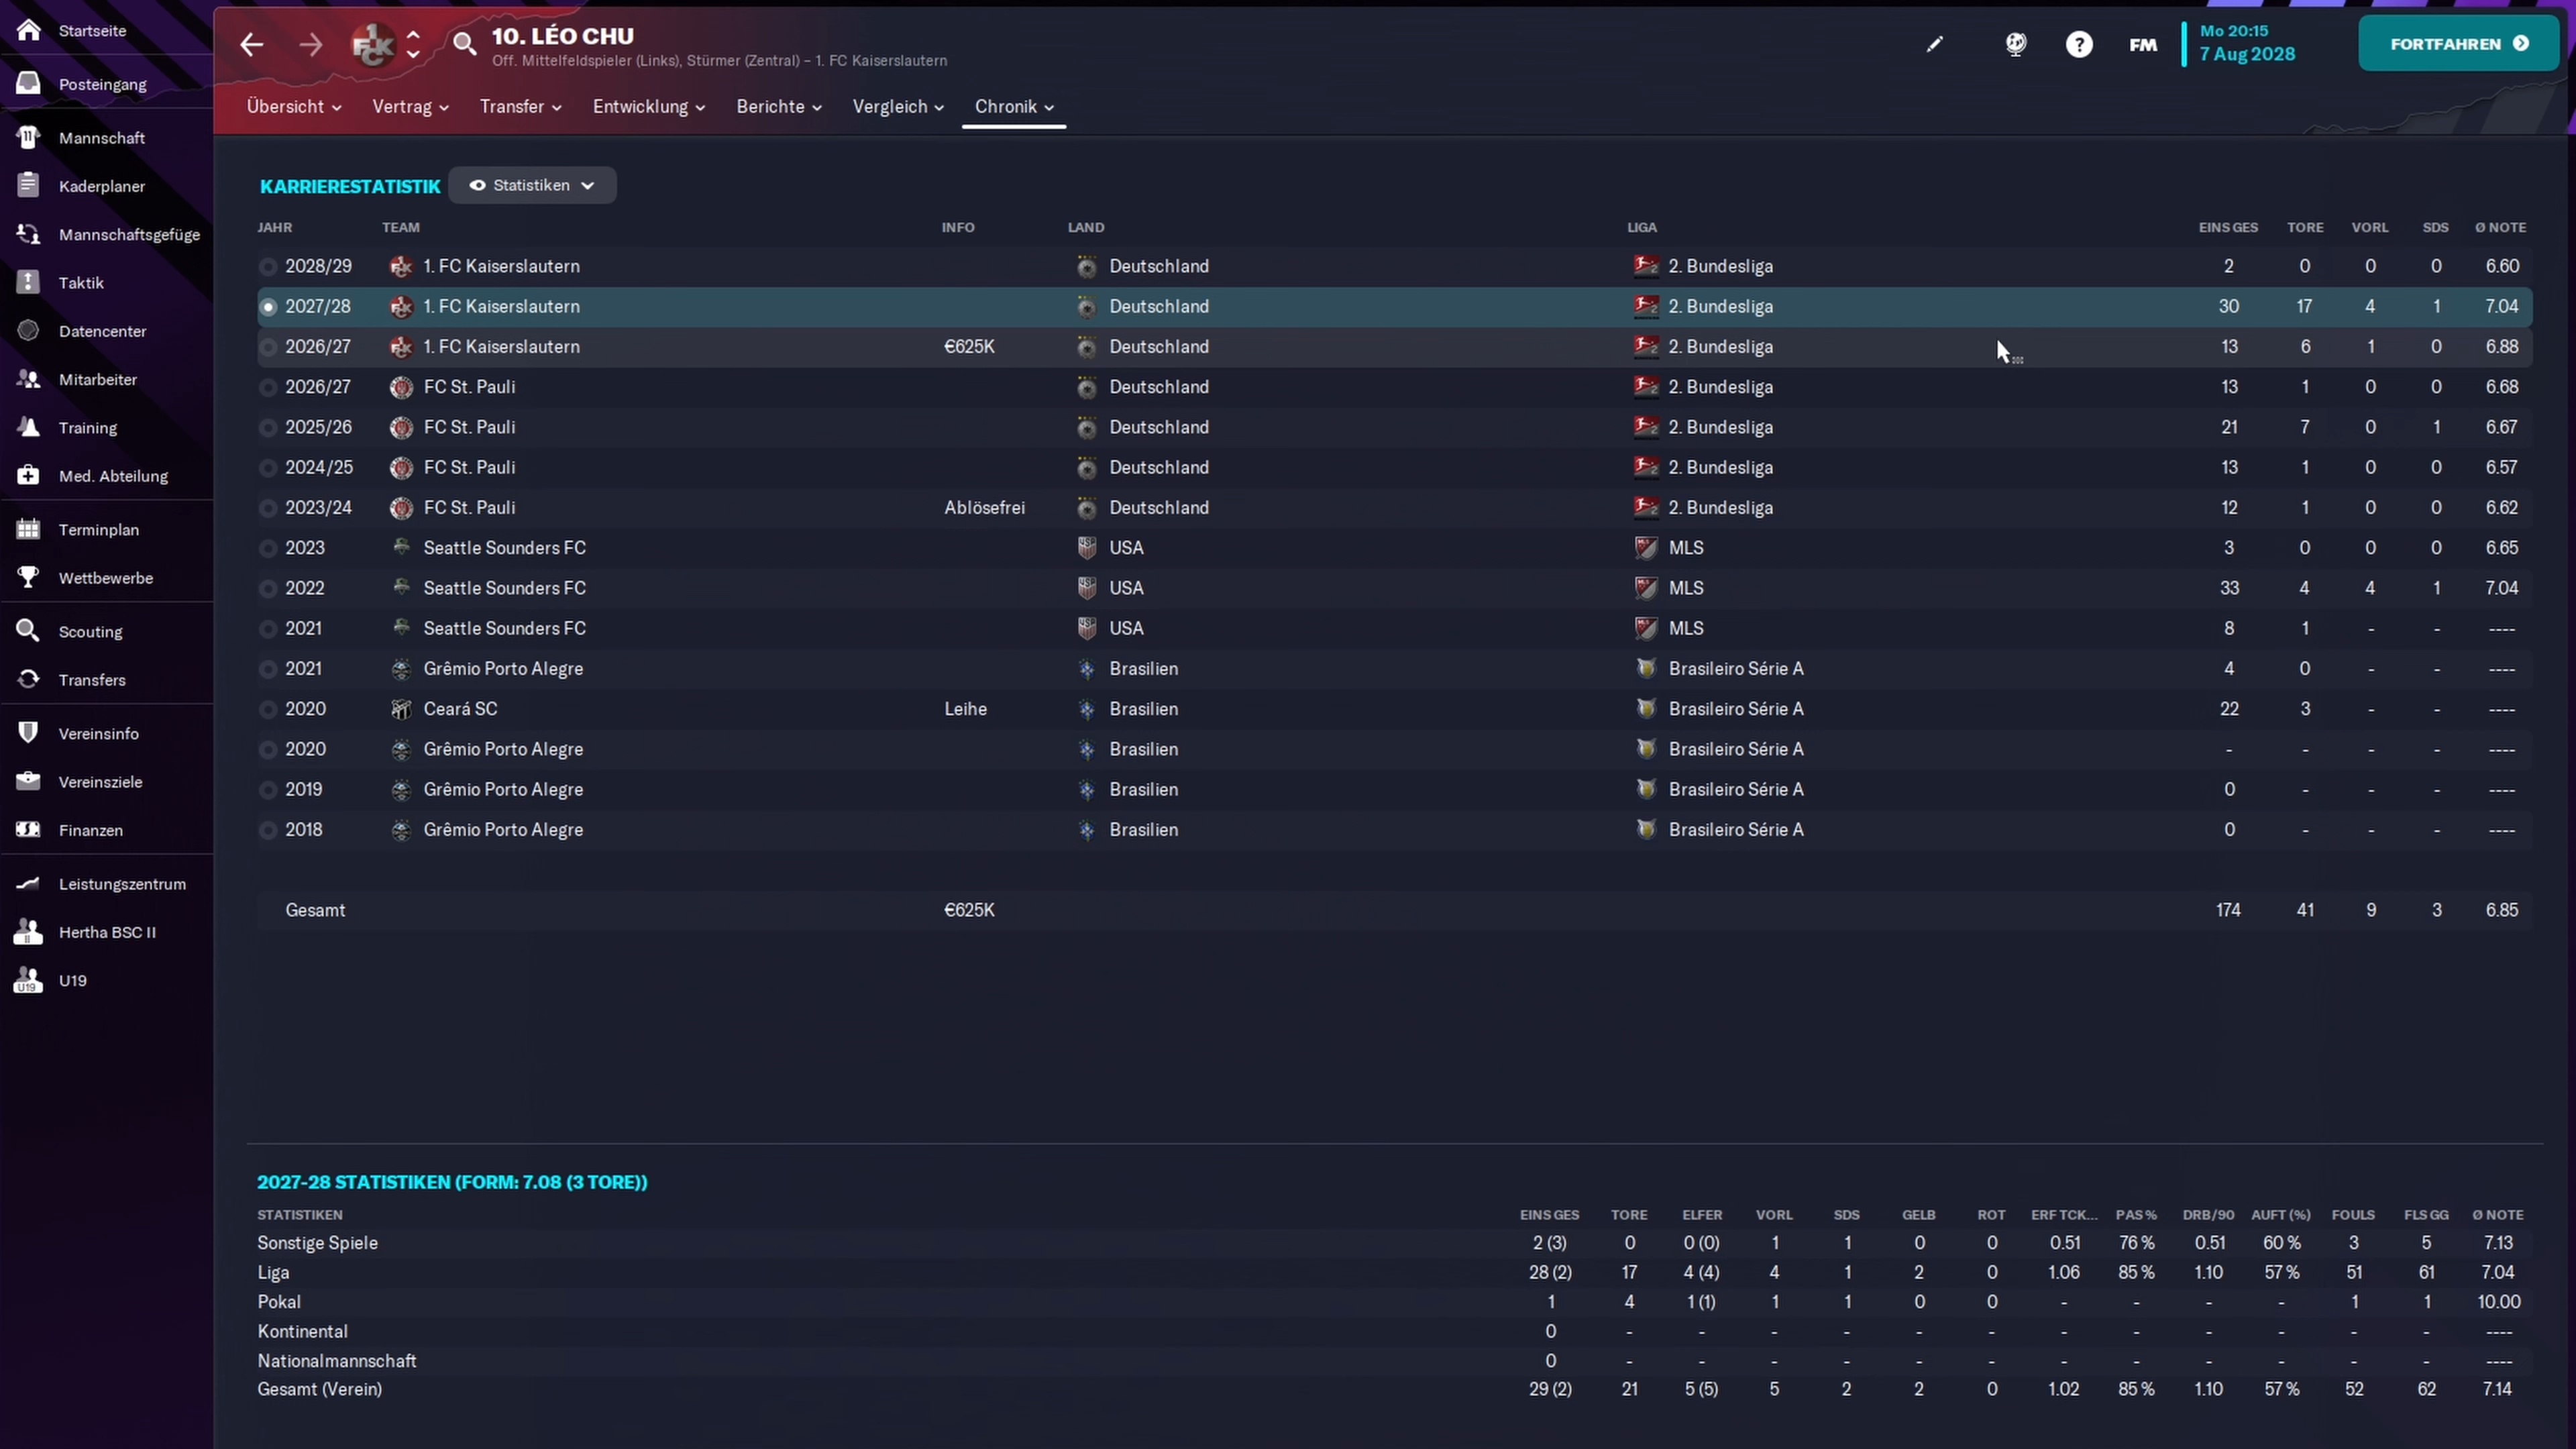 Startseite
Posteingang
Mannschaft
Kaderplaner
Mannschaftsgefüge
Taktik
Datencenter
Mitarbeiter
Training
Med. Abteilung
Terminplan
Wettbewerbe
Scouting
Transfers
Vereinsinfo
Vereinsziele
Finanzen
Leistungszentrum
Hertha BSC II
U19
10. LÉO CHU
Off. Mittelfeldspieler (Links), Stürmer (Zentral) – 1. FC Kaiserslautern
FM
Mo 20:15
7 Aug 2028
FORTFAHREN
Übersicht Vertrag Transfer Entwicklung Berichte Vergleich Chronik
KARRIERESTATISTIK Statistiken
JAHR TEAM INFO LAND LIGA EINS GES TORE VORL SDS Ø NOTE
2028/29 1. FC Kaiserslautern Deutschland 2. Bundesliga 2 0 0 0 6.60
2027/28 1. FC Kaiserslautern Deutschland 2. Bundesliga 30 17 4 1 7.04
2026/27 1. FC Kaiserslautern €625K Deutschland 2. Bundesliga 13 6 1 0 6.88
2026/27 FC St. Pauli Deutschland 2. Bundesliga 13 1 0 0 6.68
2025/26 FC St. Pauli Deutschland 2. Bundesliga 21 7 0 1 6.67
2024/25 FC St. Pauli Deutschland 2. Bundesliga 13 1 0 0 6.57
2023/24 FC St. Pauli Ablösefrei Deutschland 2. Bundesliga 12 1 0 0 6.62
2023 Seattle Sounders FC USA MLS 3 0 0 0 6.65
2022 Seattle Sounders FC USA MLS 33 4 4 1 7.04
2021 Seattle Sounders FC USA MLS 8 1 - - ----
2021 Grêmio Porto Alegre Brasilien Brasileiro Série A 4 0 - - ----
2020 Ceará SC Leihe Brasilien Brasileiro Série A 22 3 - - ----
2020 Grêmio Porto Alegre Brasilien Brasileiro Série A - - - - ----
2019 Grêmio Porto Alegre Brasilien Brasileiro Série A 0 - - - ----
2018 Grêmio Porto Alegre Brasilien Brasileiro Série A 0 - - - ----
Gesamt €625K 174 41 9 3 6.85
2027-28 STATISTIKEN (FORM: 7.08 (3 TORE))
STATISTIKEN EINS GES TORE ELFER VORL SDS GELB ROT ERF TCK... PAS % DRB/90 AUFT (%) FOULS FLS GG Ø NOTE
Sonstige Spiele 2 (3) 0 0 (0) 1 1 0 0 0.51 76 % 0.51 60 % 3 5 7.13
Liga 28 (2) 17 4 (4) 4 1 2 0 1.06 85 % 1.10 57 % 51 61 7.04
Pokal 1 4 1 (1) 1 1 0 0 - - - - 1 1 10.00
Kontinental 0 - - - - - - - - - - - - ----
Nationalmannschaft 0 - - - - - - - - - - - - ----
Gesamt (Verein) 29 (2) 21 5 (5) 5 2 2 0 1.02 85 % 1.10 57 % 52 62 7.14